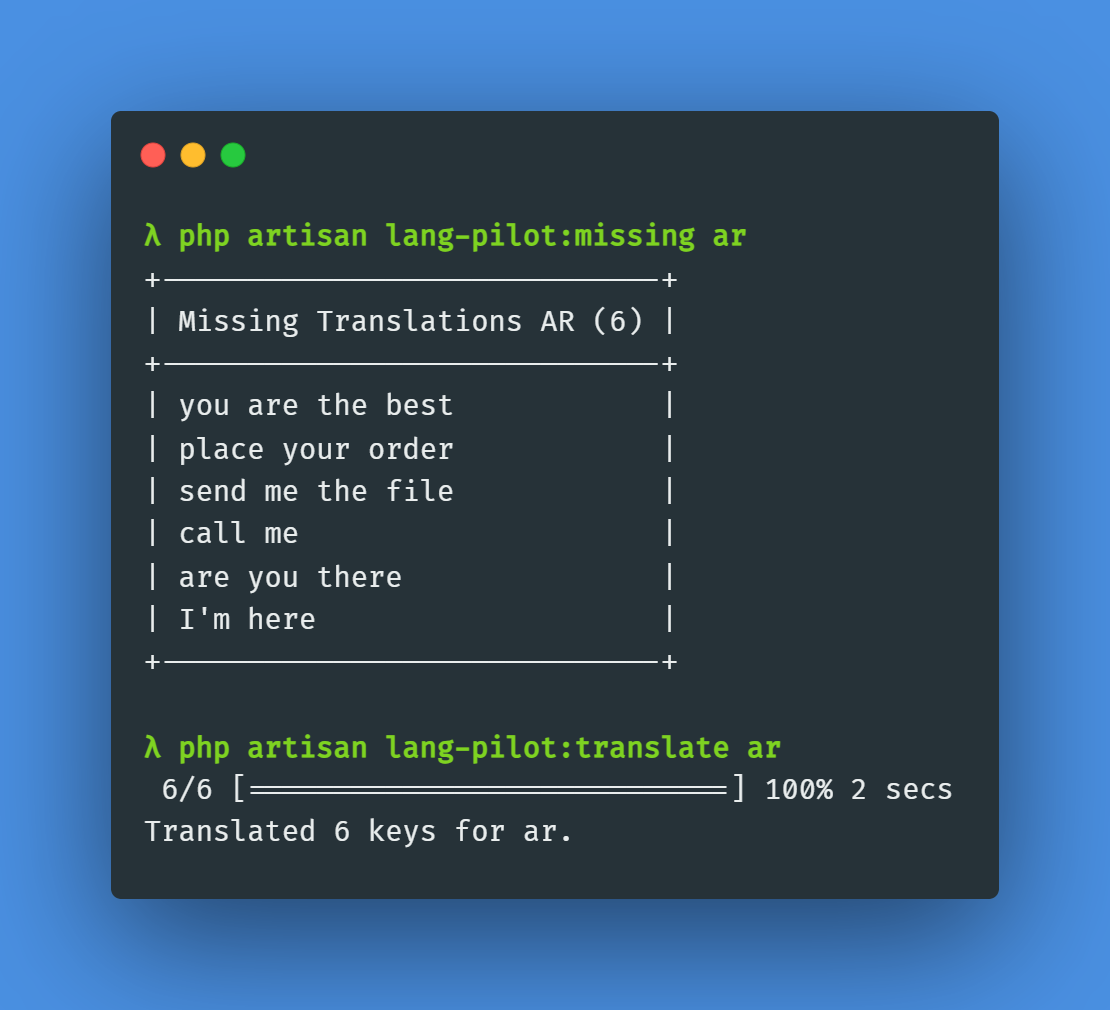 λ php artisan lang-pilot:missing ar
+-----------------------------+
| Missing Translations AR (6) |
+-----------------------------+
| you are the best            |
| place your order            |
| send me the file            |
| call me                     |
| are you there               |
| I'm here                    |
+-----------------------------+
λ php artisan lang-pilot:translate ar
6/6 [============================] 100% 2 secs
Translated 6 keys for ar.